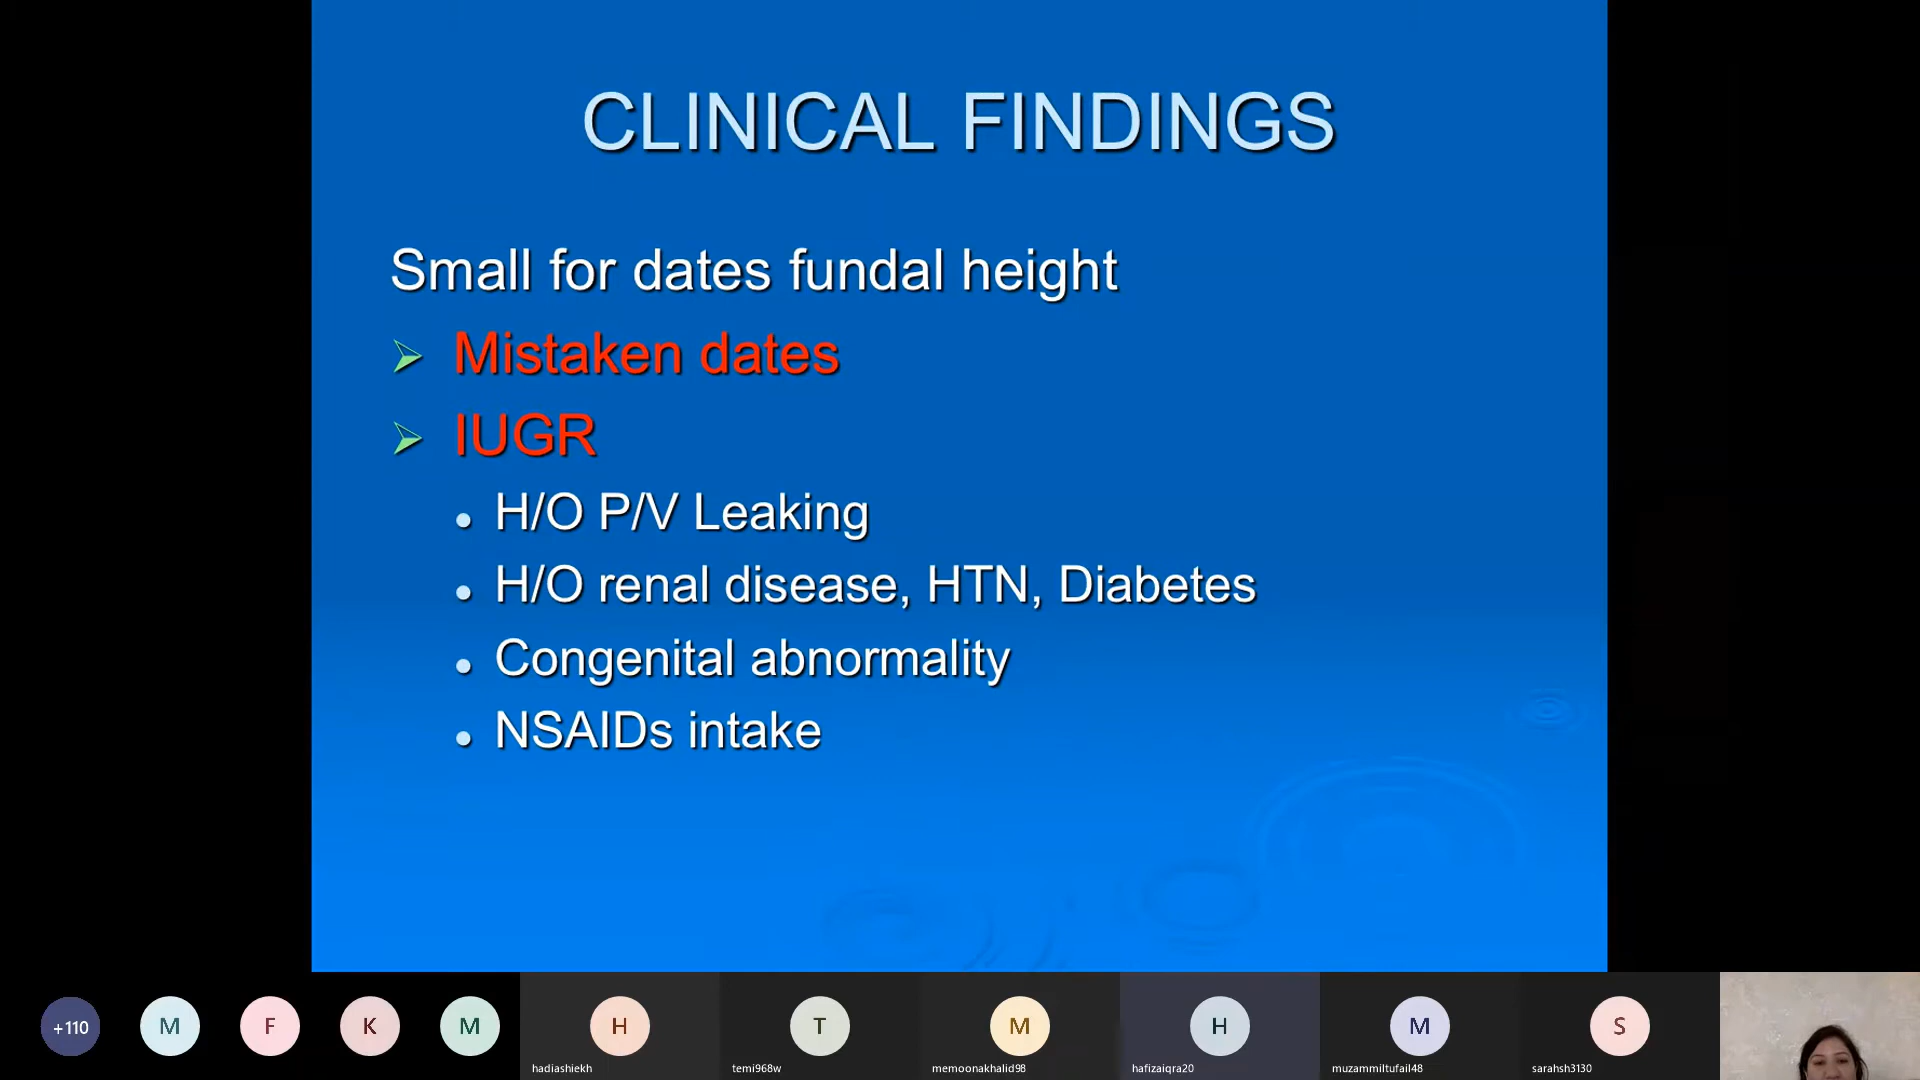 CLINICAL FINDINGS
Small for dates fundal height
Mistaken dates
IUGR
H/O P/V Leaking
H/O renal disease, HTN, Diabetes
Congenital abnormality
NSAIDs intake
+110
M
F
K
M
H
T
M
H
M
S
hadiashiekh
temi968w
memoonakhalid98
hafizaiqra20
muzammiltufail48
sarahsh3130